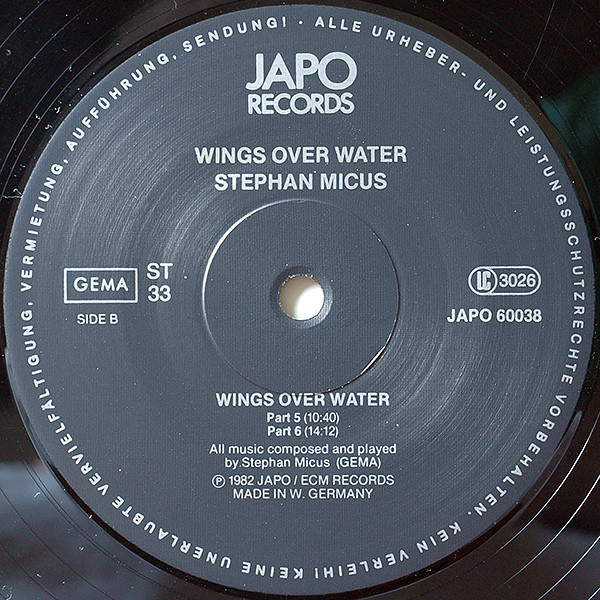 ALLE URHEBER- UND LEISTUNGSSCHUTZRECHTE VORBEHALTEN. KEIN VERLEIH! KEINE UNERLAUBTE VERVIELFÄLTIGUNG, VERMIETUNG, AUFFÜHRUNG, SENDUNG! ·
JAPO
RECORDS
WINGS OVER WATER
STEPHAN MICUS
GEMA
ST
33
SIDE B
LC 3026
JAPO 60038
WINGS OVER WATER
Part 5 (10:40)
Part 6 (14:12)
All music composed and played
by Stephan Micus (GEMA)
Ⓟ 1982 JAPO / ECM RECORDS
MADE IN W. GERMANY